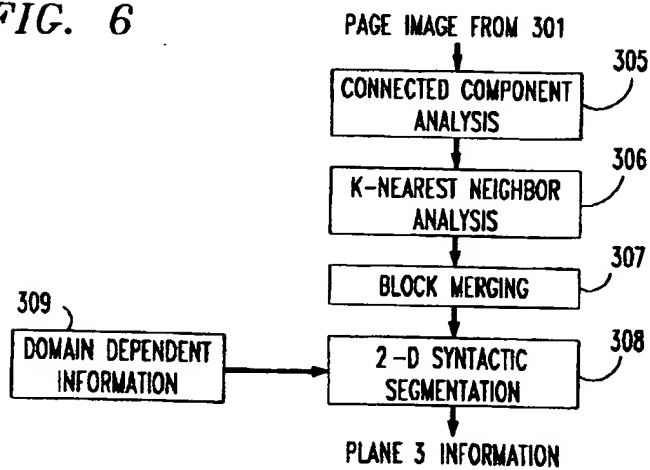 FIG. 6
PAGE IMAGE FROM 301
305
CONNECTED COMPONENT
ANALYSIS
306
K-NEAREST NEIGHBOR
ANALYSIS
307
BLOCK MERGING
309
308
DOMAIN DEPENDENT
INFORMATION
2-D SYNTACTIC
SEGMENTATION
PLANE 3 INFORMATION